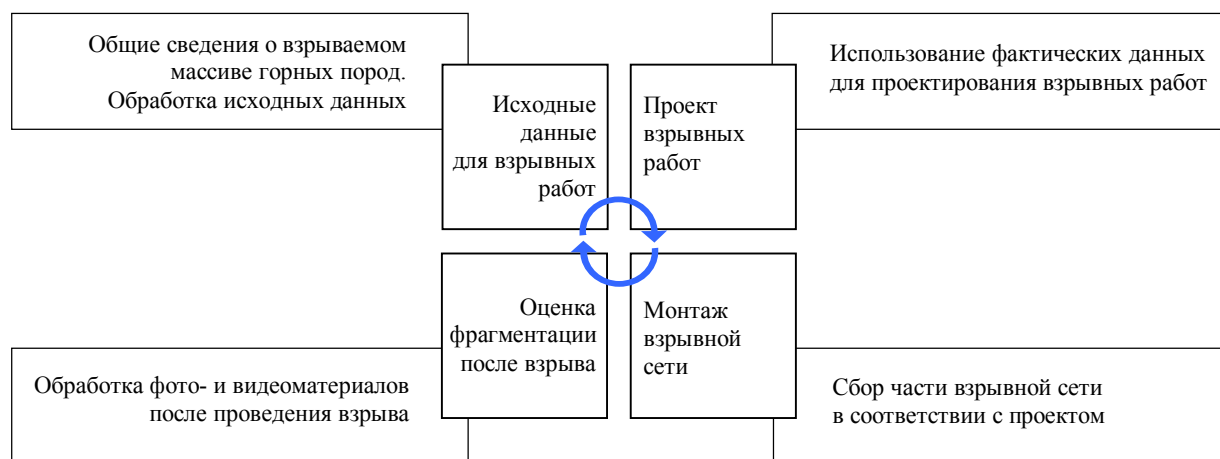 Общие сведения о взрываемом
массиве горных пород.
Обработка исходных данных
Исходные
данные
для взрывных
работ
Проект
взрывных
работ
Использование фактических данных
для проектирования взрывных работ
Оценка
фрагментации
после взрыва
Монтаж
взрывной
сети
Обработка фото- и видеоматериалов
после проведения взрыва
Сбор части взрывной сети
в соответствии с проектом